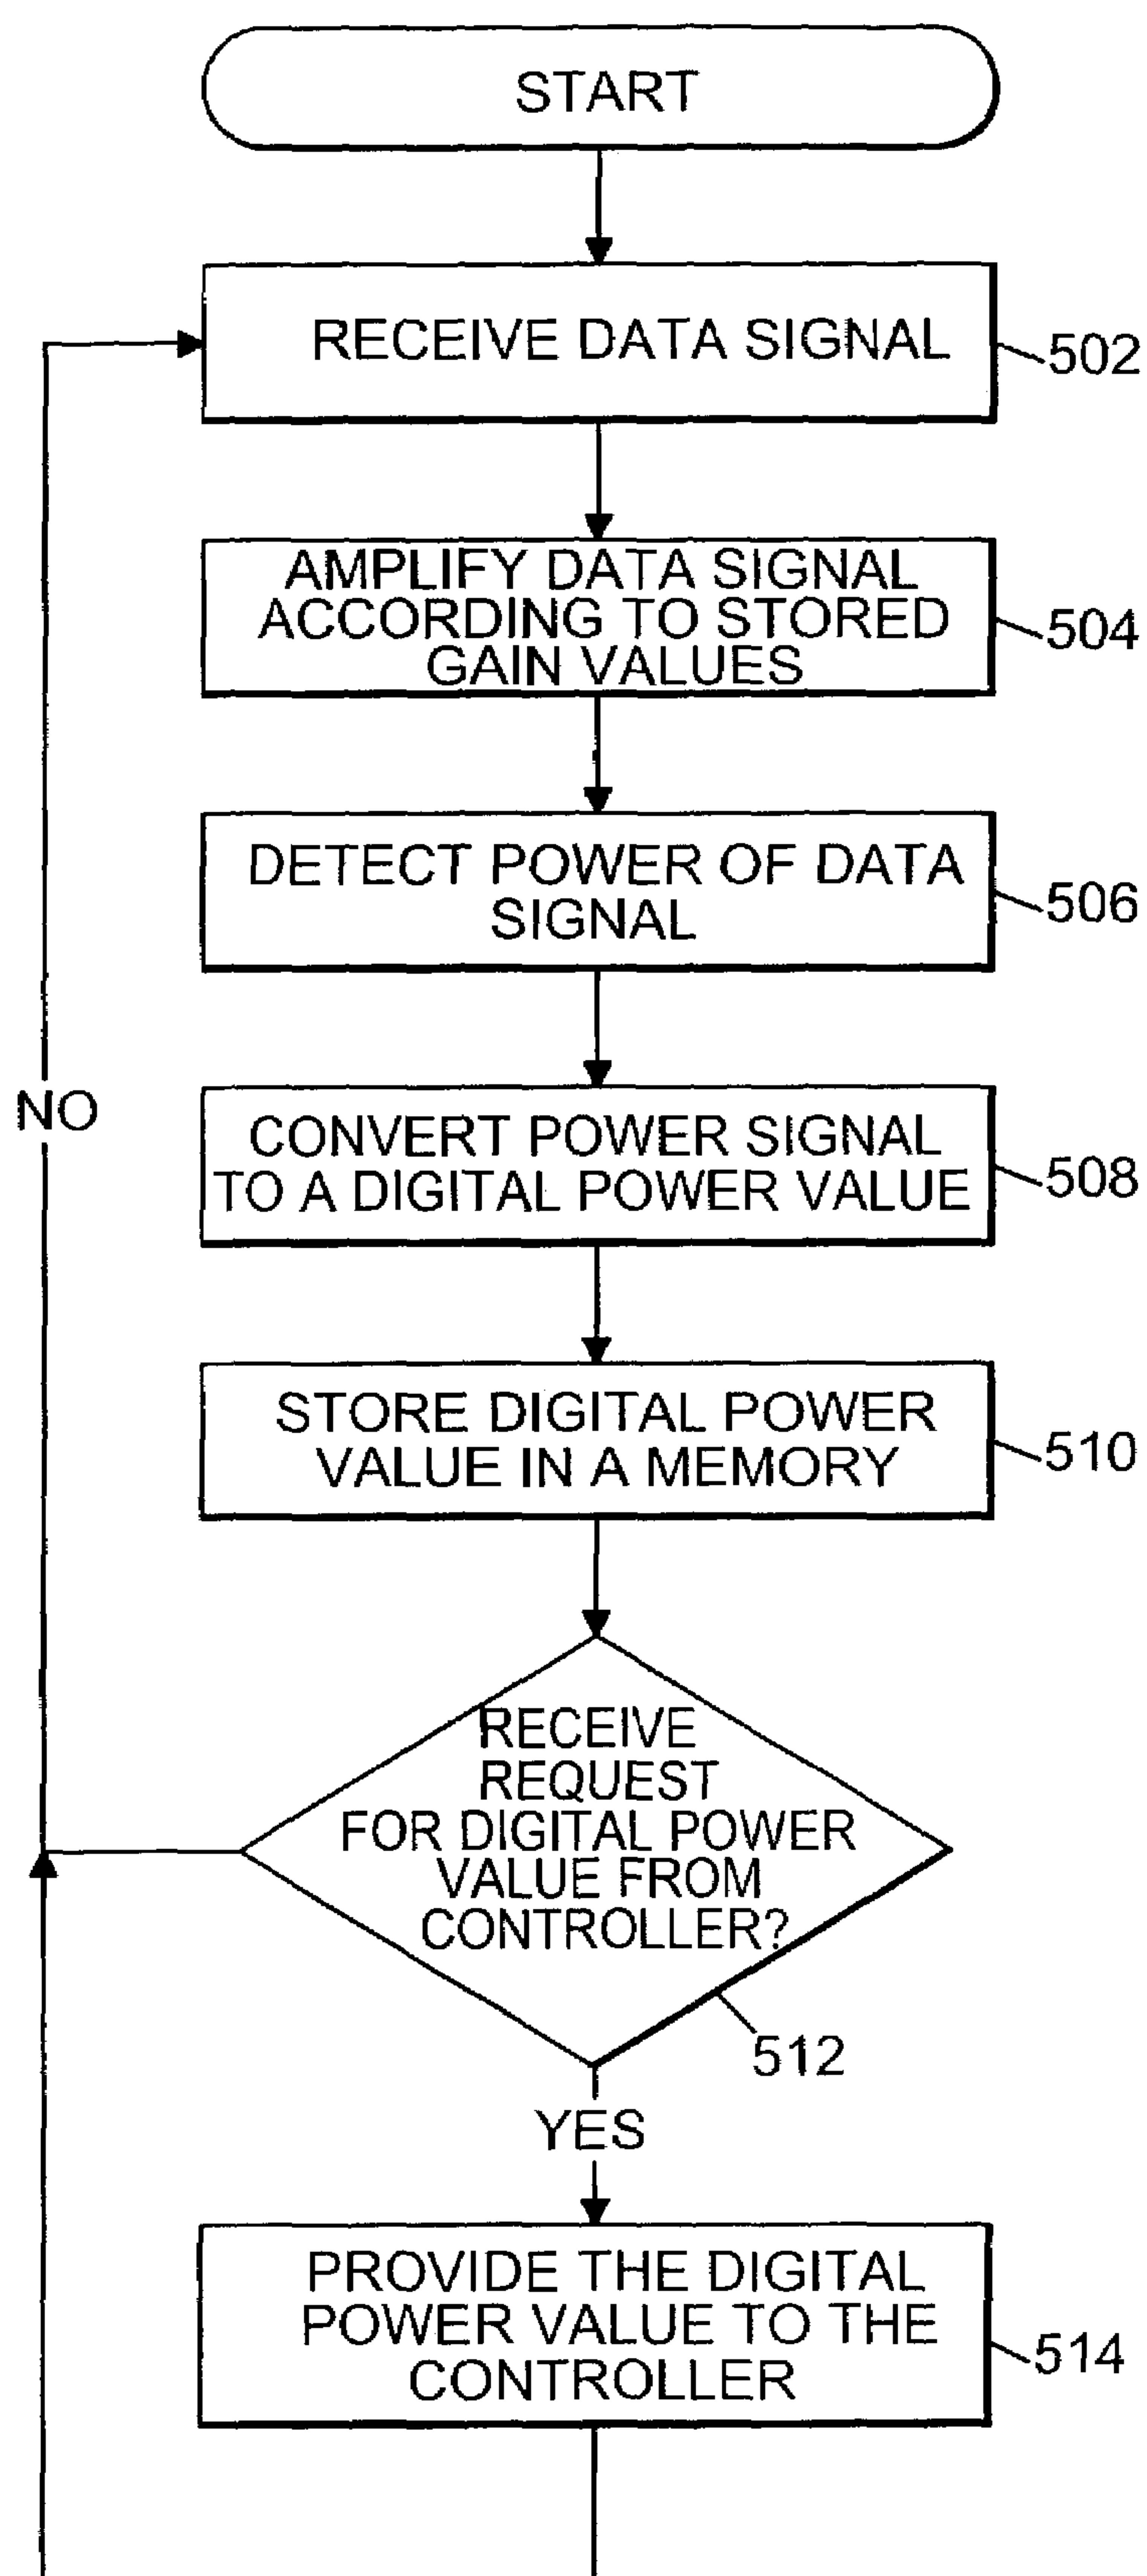 START
RECEIVE DATA SIGNAL
502
AMPLIFY DATA SIGNAL
ACCORDING TO STORED
GAIN VALUES
504
DETECT POWER OF DATA
SIGNAL
506
NO
CONVERT POWER SIGNAL
TO A DIGITAL POWER VALUE
508
STORE DIGITAL POWER
VALUE IN A MEMORY
510
RECEIVE
REQUEST
FOR DIGITAL POWER
VALUE FROM
CONTROLLER?
512
YES
PROVIDE THE DIGITAL
POWER VALUE TO THE
CONTROLLER
514